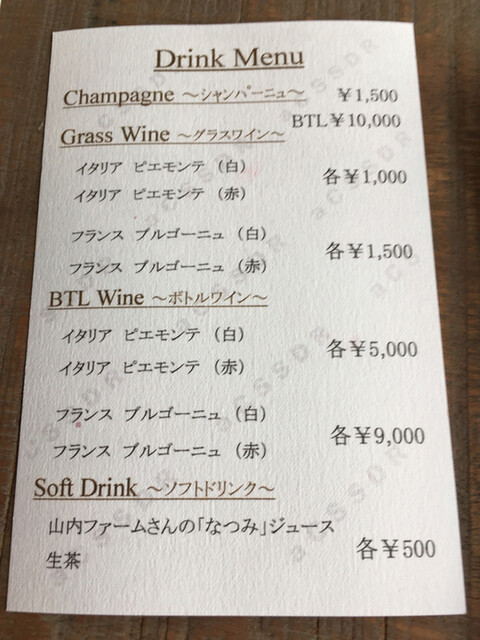 Drink Menu
Champagne ～シャンパーニュ～ ￥1,500
BTL￥10,000
Grass Wine ～グラスワイン～
イタリア ピエモンテ（白）
イタリア ピエモンテ（赤）
各￥1,000
フランス ブルゴーニュ（白）
フランス ブルゴーニュ（赤）
各￥1,500
BTL Wine ～ボトルワイン～
イタリア ピエモンテ（白）
イタリア ピエモンテ（赤）
各￥5,000
フランス ブルゴーニュ（白）
フランス ブルゴーニュ（赤）
各￥9,000
Soft Drink ～ソフトドリンク～
山内ファームさんの「なつみ」ジュース
生茶
各￥500